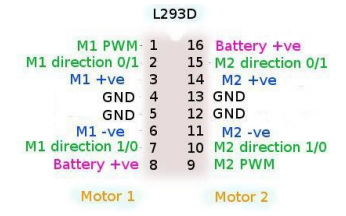 L293D
M1 PWM 1 16 Battery +ve
M1 direction 0/1 2 15 M2 direction 0/1
M1 +ve 3 14 M2 +ve
GND 4 13 GND
GND 5 12 GND
M1 -ve 6 11 M2 -ve
M1 direction 1/0 7 10 M2 direction 1/0
Battery +ve 8 9 M2 PWM
Motor 1 Motor 2